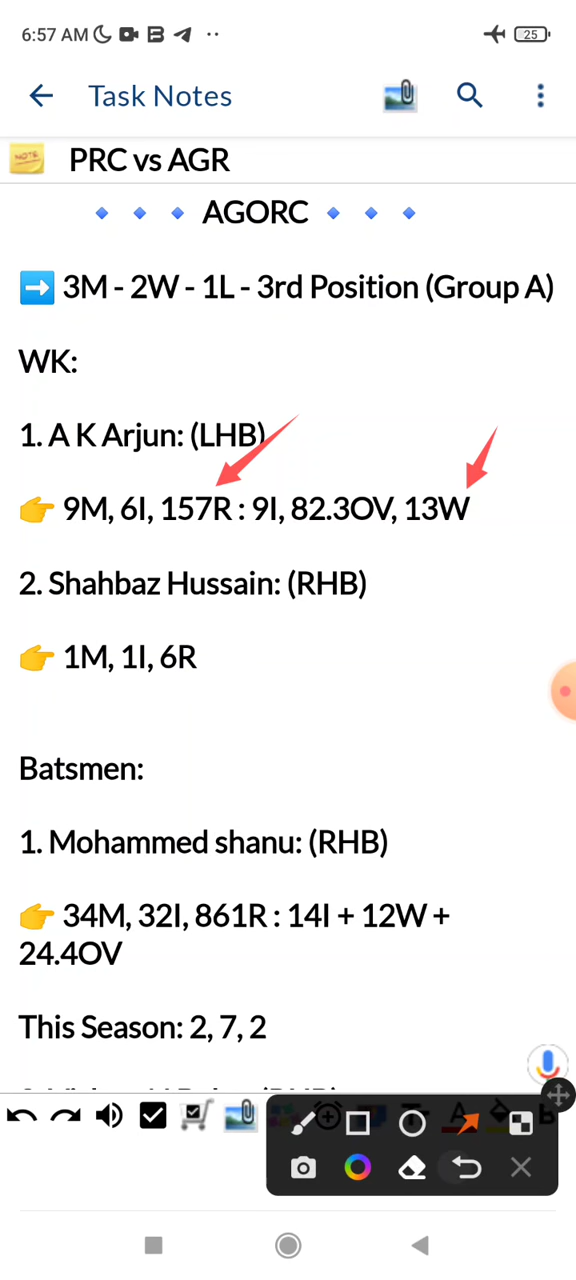 6:57 AM
25
Task Notes
NOTE
PRC vs AGR
AGORC
3M - 2W - 1L - 3rd Position (Group A)
WK:
1. A K Arjun: (LHB)
9M, 6I, 157R : 9I, 82.3OV, 13W
2. Shahbaz Hussain: (RHB)
1M, 1I, 6R
Batsmen:
1. Mohammed shanu: (RHB)
34M, 32I, 861R : 14I + 12W +
24.4OV
This Season: 2, 7, 2